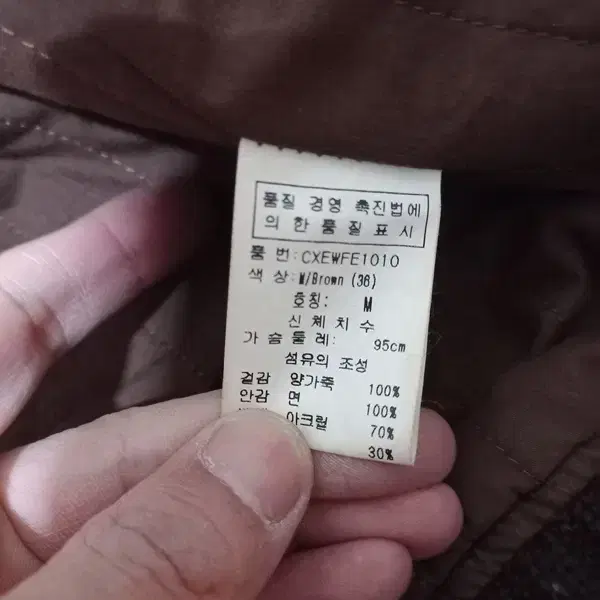 품질 경영 촉진법에
의한 품질표시
품 번: CXEWFE1010
색 상: M/Brown (36)
호칭: M
신 체 치 수
가 슴 둘 레: 95cm
섬유의 조성
겉감 양가죽 100%
안감 면 100%
아크릴 70%
30%